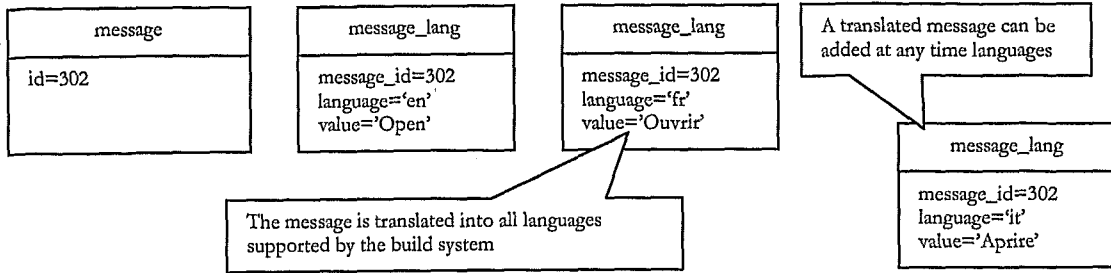 message
id=302
message_lang
message_id=302
language='en'
value='Open'
message_lang
message_id=302
language='fr'
value='Ouvrir'
A translated message can be
added at any time languages
The message is translated into all languages
supported by the build system
message_lang
message_id=302
language='it'
value='Aprire'